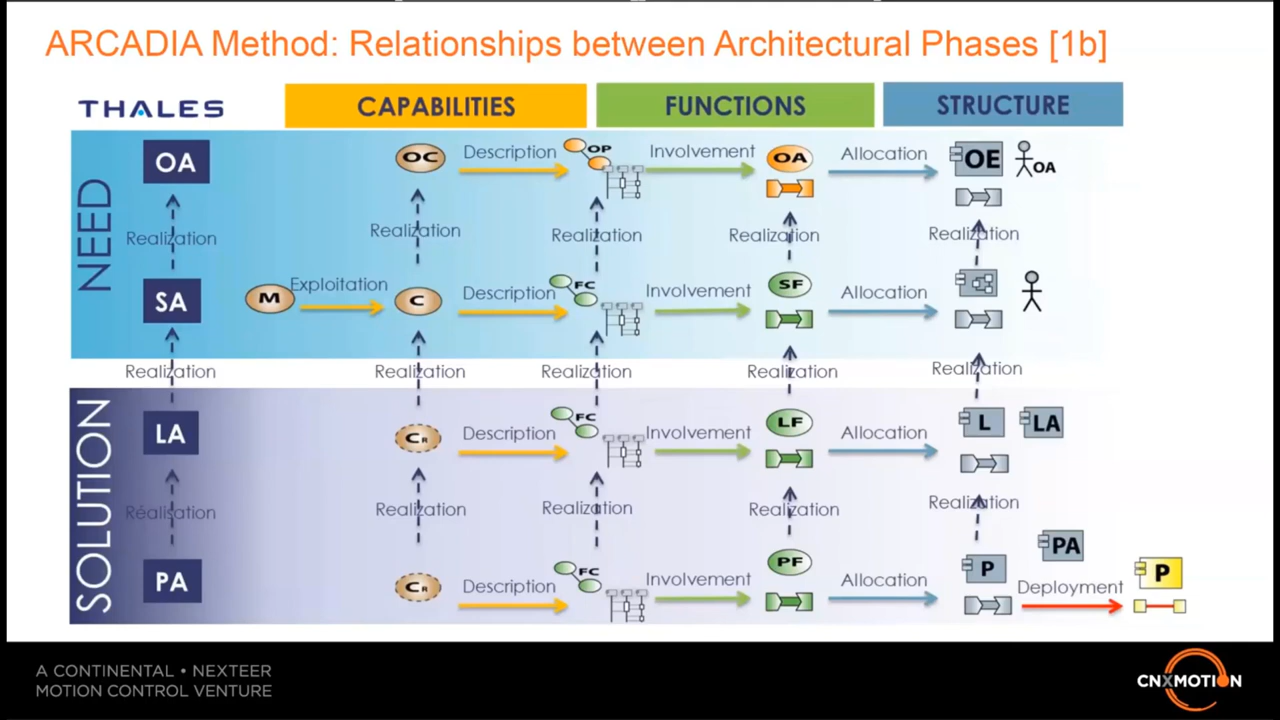 ARCADIA Method: Relationships between Architectural Phases [1b]
THALES
CAPABILITIES
FUNCTIONS
STRUCTURE
NEED
OA
OC
Description
OP
Involvement
OA
Allocation
OE
OA
Realization
Realization
Realization
Realization
Realization
SA
M
Exploitation
C
Description
FC
Involvement
SF
Allocation
Realization
Realization
Realization
Realization
Realization
SOLUTION
LA
CR
Description
FC
Involvement
LF
Allocation
L
LA
Réalisation
Realization
Realization
Realization
Realization
PA
CR
Description
FC
Involvement
PF
Allocation
P
PA
Deployment
P
A CONTINENTAL • NEXTEER
MOTION CONTROL VENTURE
CNXMOTION